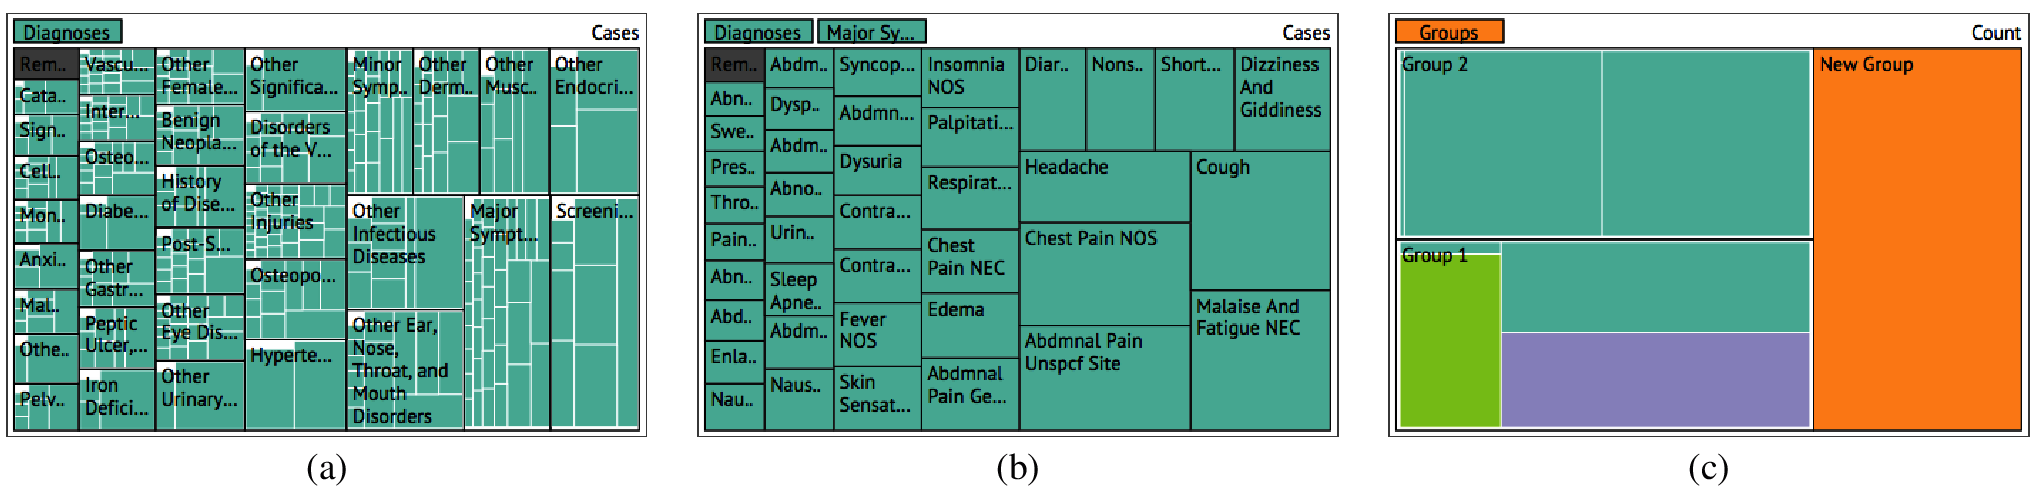 Diagnoses
Cases
Rem..
Cata..
Sign..
Cell..
Mon..
Anxi..
Mal..
Othe..
Pelv..
Vascu...
Inter...
Osteo...
Diabe...
Other
Gastr...
Peptic
Ulcer,...
Iron
Defici...
Other
Female...
Benign
Neopla...
History
of Dise...
Post-S...
Other
Eye Dis...
Other
Urinary...
Other
Significa...
Disorders
of the V...
Other
Injuries
Osteopo...
Hyperte...
Minor
Symp..
Other
Derm..
Other
Musc..
Other
Endocri...
Other
Infectious
Diseases
Other Ear,
Nose,
Throat, and
Mouth
Disorders
Major
Sympt...
Screeni...
(a)
Diagnoses
Major Sy...
Cases
Rem..
Abn..
Swe..
Pres..
Thro..
Pain..
Abn..
Abd..
Enla..
Nau..
Abdm..
Dysp..
Abdm..
Abno..
Urin..
Sleep
Apne..
Abdm..
Naus..
Syncop...
Abdmn...
Dysuria
Contra...
Contra...
Fever
NOS
Skin
Sensat...
Insomnia
NOS
Palpitati...
Respirat...
Chest
Pain NEC
Edema
Abdmnal
Pain Ge...
Diar..
Nons..
Short...
Dizziness
And
Giddiness
Headache
Chest Pain NOS
Abdmnal Pain
Unspcf Site
Cough
Malaise And
Fatigue NEC
(b)
Groups
Count
Group 2
Group 1
New Group
(c)